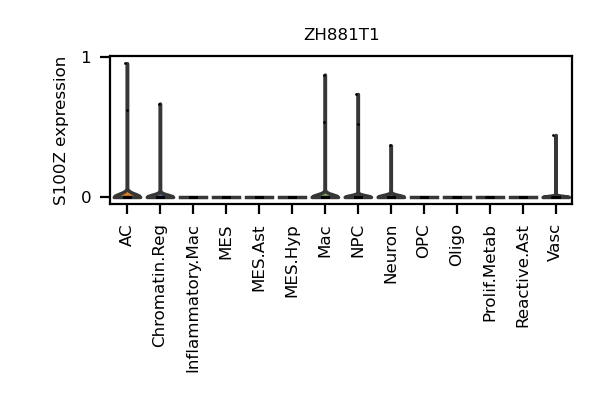 ZH881T1
S100Z expression
1
0
AC
Chromatin.Reg
Inflammatory.Mac
MES
MES.Ast
MES.Hyp
Mac
NPC
Neuron
OPC
Oligo
Prolif.Metab
Reactive.Ast
Vasc